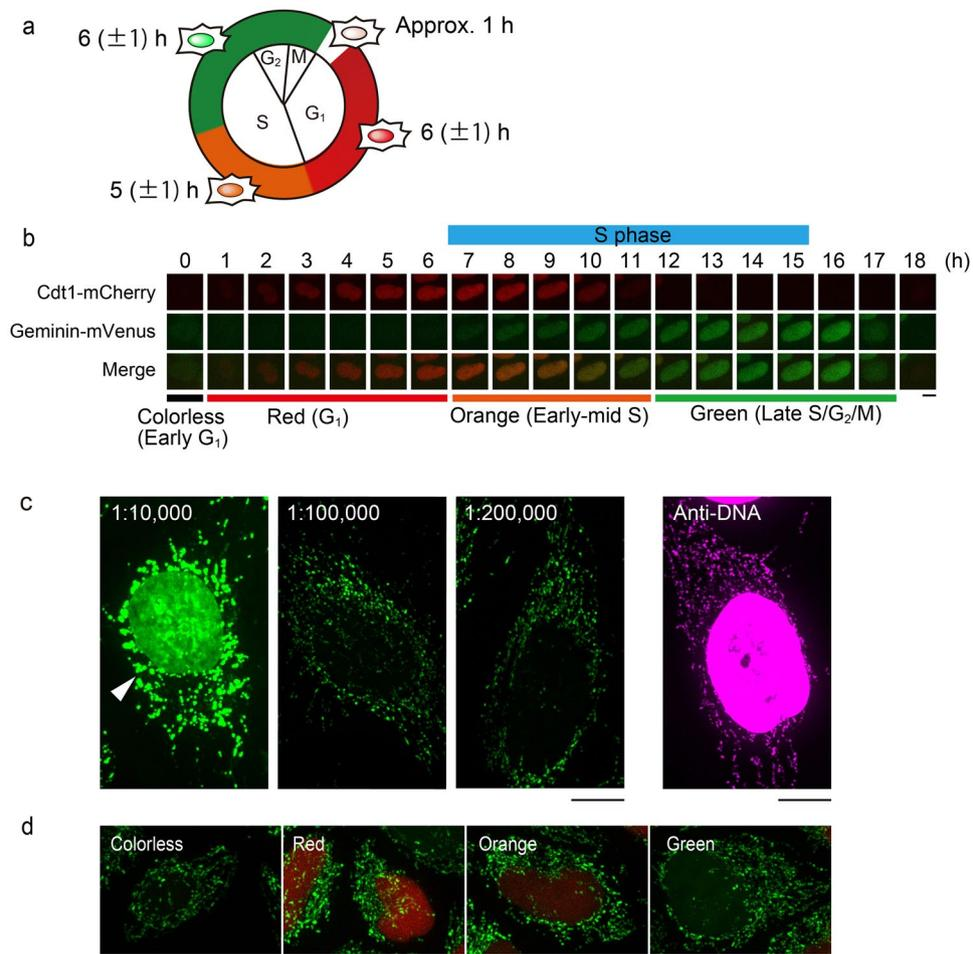 a
6 (±1) h
Approx. 1 h
G₂ M
S G₁
6 (±1) h
5 (±1) h
b
S phase
0 1 2 3 4 5 6 7 8 9 10 11 12 13 14 15 16 17 18 (h)
Cdt1-mCherry
Geminin-mVenus
Merge
Colorless (Early G₁)
Red (G₁)
Orange (Early-mid S)
Green (Late S/G₂/M)
c
1:10,000 1:100,000 1:200,000 Anti-DNA
d
Colorless Red Orange Green